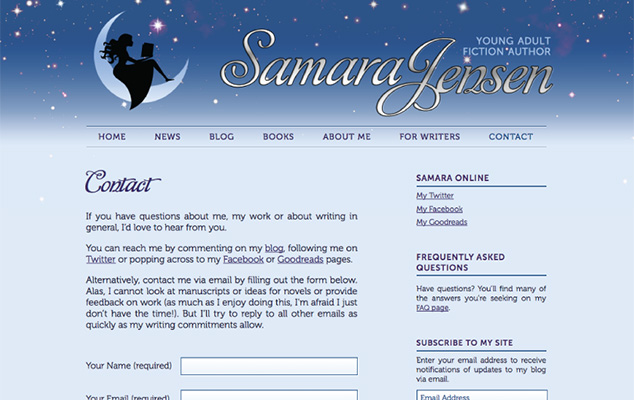 YOUNG ADULT
FICTION AUTHOR
Samara Jensen
HOME NEWS BLOG BOOKS ABOUT ME FOR WRITERS CONTACT
Contact
If you have questions about me, my work or about writing in
general, I'd love to hear from you.
You can reach me by commenting on my blog, following me on
Twitter or popping across to my Facebook or Goodreads pages.
Alternatively, contact me via email by filling out the form below.
Alas, I cannot look at manuscripts or ideas for novels or provide
feedback on work (as much as I enjoy doing this, I'm afraid I just
don't have the time!). But I'll try to reply to all other emails as
quickly as my writing commitments allow.
Your Name (required)
Your Email (required)
SAMARA ONLINE
My Twitter
My Facebook
My Goodreads
FREQUENTLY ASKED
QUESTIONS
Have questions? You'll find many of
the answers you're seeking on my
FAQ page.
SUBSCRIBE TO MY SITE
Enter your email address to receive
notifications of updates to my blog
via email.
Email Address